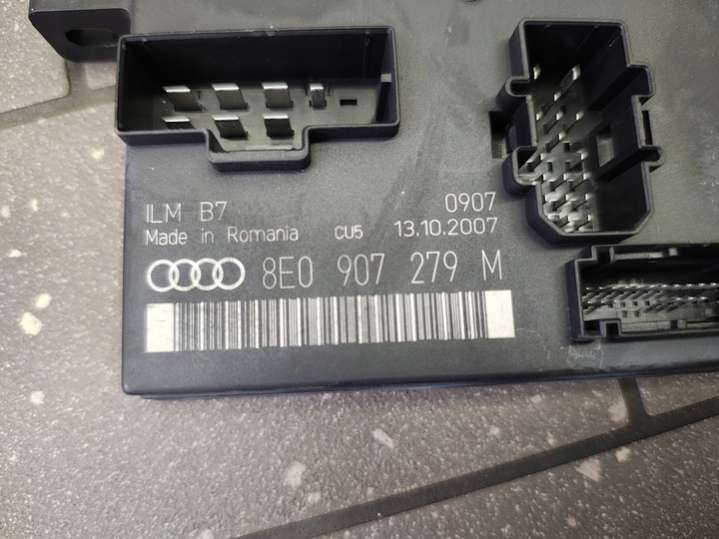 ILM B7 0907
Made in Romania CU5 13.10.2007
8E0 907 279 M